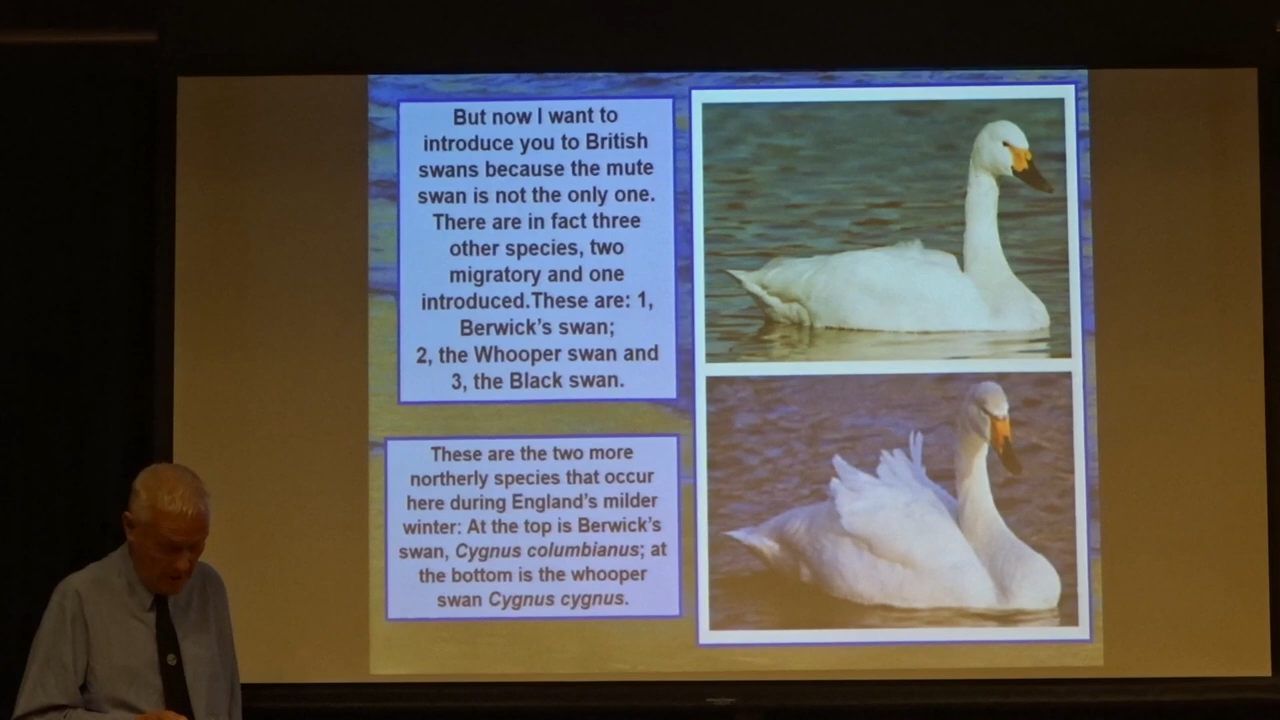 But now I want to
introduce you to British
swans because the mute
swan is not the only one.
There are in fact three
other species, two
migratory and one
introduced.These are: 1,
Berwick's swan;
2, the Whooper swan and
3, the Black swan.
These are the two more
northerly species that occur
here during England's milder
winter: At the top is Berwick's
swan, Cygnus columbianus; at
the bottom is the whooper
swan Cygnus cygnus.